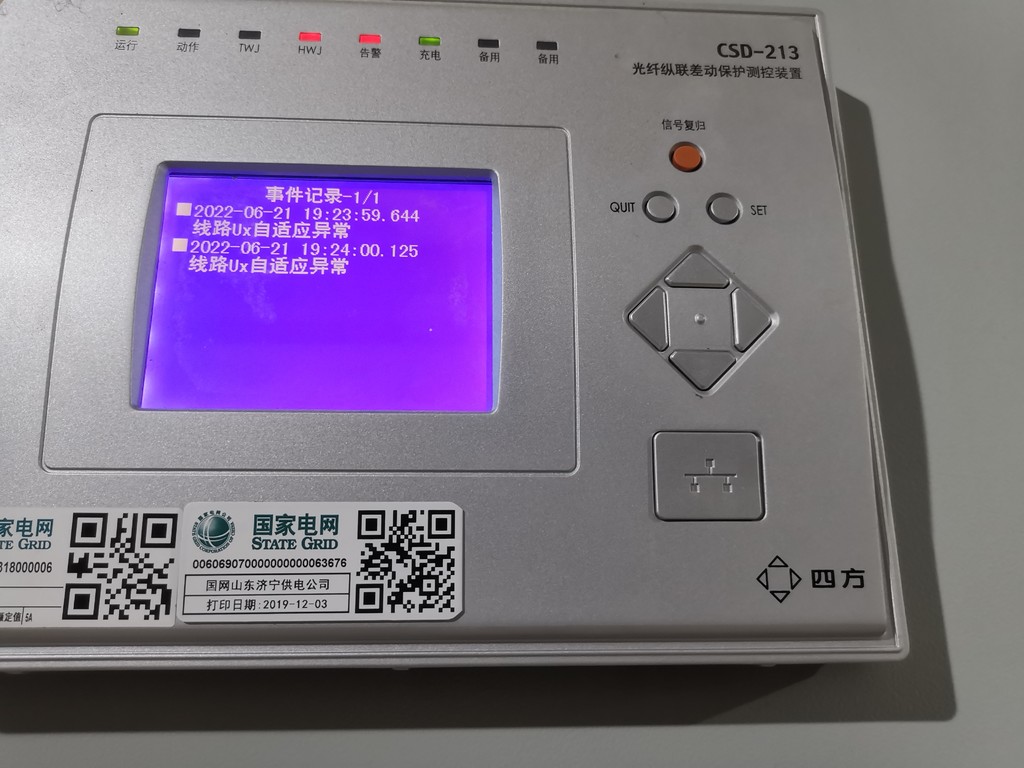 运行 动作 TWJ HWJ 告警 充电 备用 备用
CSD-213
光纤纵联差动保护测控装置
信号复归
QUIT SET
事件记录-1/1
2022-06-21 19:23:59.644
线路Ux自适应异常
2022-06-21 19:24:00.125
线路Ux自适应异常
家电网
TE GRID
318000006
定值 5A
国家电网
STATE GRID
0060690700000000000063676
国网山东济宁供电公司
打印日期:2019-12-03
四方